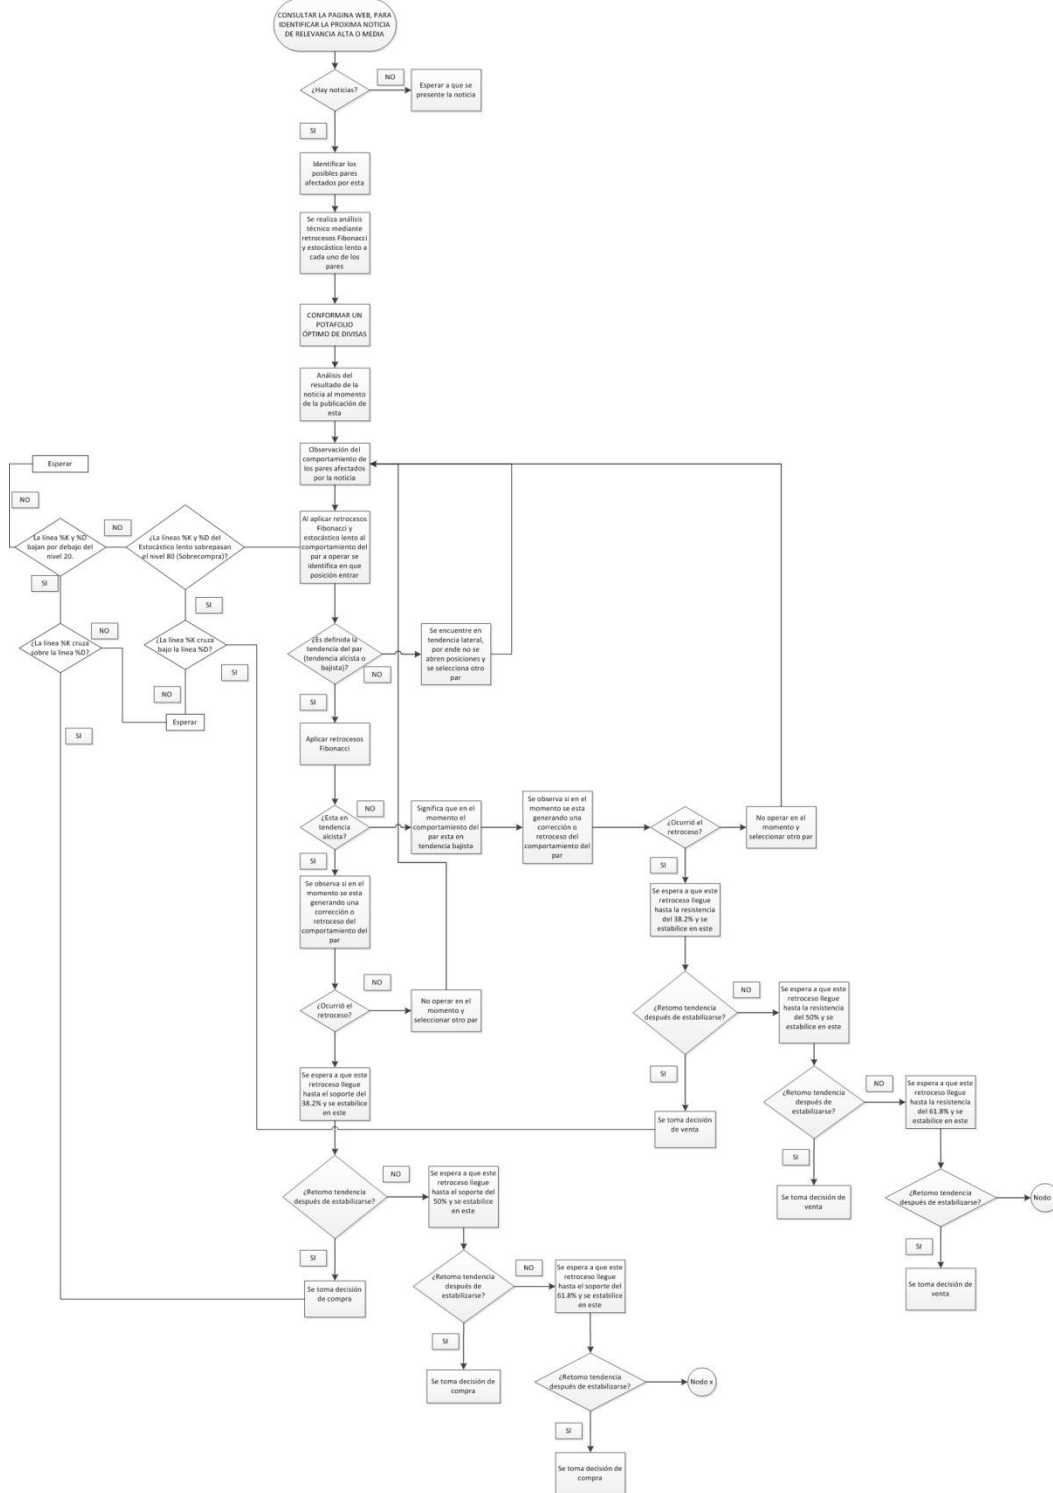 CONSULTAR LA PAGINA WEB, PARA
IDENTIFICAR LA PROXIMA NOTICIA
DE RELEVANCIA ALTA O MEDIA
¿Hay noticias?
NO
Esperar a que se
presente la noticia
SI
Identificar los
posibles pares
afectados por esta
Se realiza análisis
técnico mediante
retrocesos Fibonacci
y estocástico lento a
cada uno de los
pares
CONFORMAR UN
POTAFOLIO
ÓPTIMO DE DIVISAS
Análisis del
resultado de la
noticia al momento
de la publicación de
esta
Observación del
comportamiento de
los pares afectados
por la noticia
Esperar
NO
La línea %K y %D
bajan por debajo del
nivel 20.
NO
¿La líneas %K y %D del
Estocástico lento sobrepasan
el nivel 80 (Sobrecompra)?
Al aplicar retrocesos
Fibonacci y
estocástico lento al
comportamiento del
par a operar se
identifica en que
posición entrar
SI
SI
¿La línea %K cruza
sobre la línea %D?
NO
¿La línea %K cruza
bajo la línea %D?
SI
NO
Esperar
SI
¿Es definida la
tendencia del par
(tendencia alcista o
bajista)?
NO
Se encuentre en
tendencia lateral,
por ende no se
abren posiciones y
se selecciona otro
par
SI
Aplicar retrocesos
Fibonacci
¿Esta en
tendencia
alcista?
NO
Significa que en el
momento el
comportamiento del
par esta en
tendencia bajista
Se observa si en el
momento se esta
generando una
corrección o
retroceso del
comportamiento del
par
¿Ocurrió el
retroceso?
No operar en el
momento y
seleccionar otro par
SI
SI
Se observa si en el
momento se esta
generando una
corrección o
retroceso del
comportamiento del
par
Se espera a que este
retroceso llegue
hasta la resistencia
del 38.2% y se
estabilice en este
¿Ocurrió el
retroceso?
NO
No operar en el
momento y
seleccionar otro par
¿Retomo tendencia
después de estabilizarse?
NO
Se espera a que este
retroceso llegue
hasta la resistencia
del 50% y se
estabilice en este
SI
Se espera a que este
retroceso llegue
hasta el soporte del
38.2% y se estabilice
en este
Se toma decisión
de venta
¿Retomo tendencia
después de
estabilizarse?
NO
Se espera a que este
retroceso llegue
hasta la resistencia
del 61.8% y se
estabilice en este
SI
Se toma decisión de
venta
¿Retomo tendencia
después de estabilizarse?
Nodo
SI
Se toma decisión de
venta
¿Retomo tendencia
después de estabilizarse?
NO
Se espera a que este
retroceso llegue
hasta el soporte del
50% y se estabilice
en este
SI
Se toma decisión
de compra
¿Retomo tendencia
después de
estabilizarse?
NO
Se espera a que este
retroceso llegue
hasta el soporte del
61.8% y se estabilice
en este
SI
Se toma decisión de
compra
¿Retomo tendencia
después de estabilizarse?
Nodo x
SI
Se toma decisión de
compra